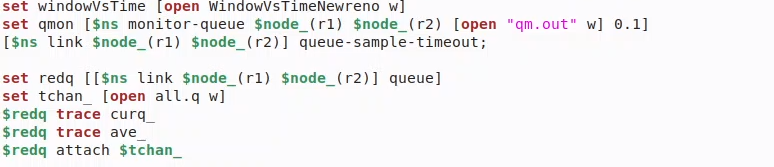 set windowVsTime [open WindowVsTimeNewreno w]
set qmon [$ns monitor-queue $node_(r1) $node_(r2) [open "qm.out" w] 0.1]
[$ns link $node_(r1) $node_(r2)] queue-sample-timeout;
set redq [[$ns link $node_(r1) $node_(r2)] queue]
set tchan_ [open all.q w]
$redq trace curq_
$redq trace ave_
$redq attach $tchan_